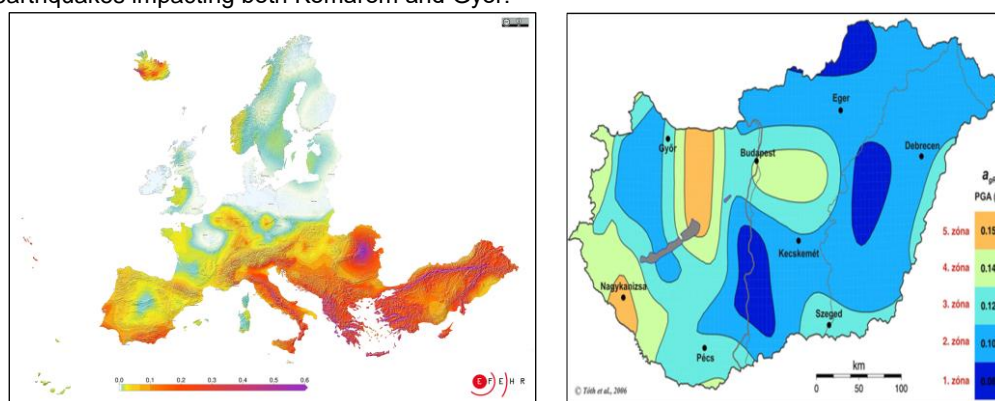 earthquakes impacting both Komárom and Győr.
0.0 0.1 0.2 0.3 0.4 0.5 0.6
E F E H R
Eger
Győr
Budapest
Debrecen
Kecskemét
Nagykanizsa
Szeged
Pécs
km
0 50 100
© Tóth et al., 2006
PGA (
5. zóna 0.15
4. zóna 0.14
3. zóna 0.12
2. zóna 0.10
1. zóna